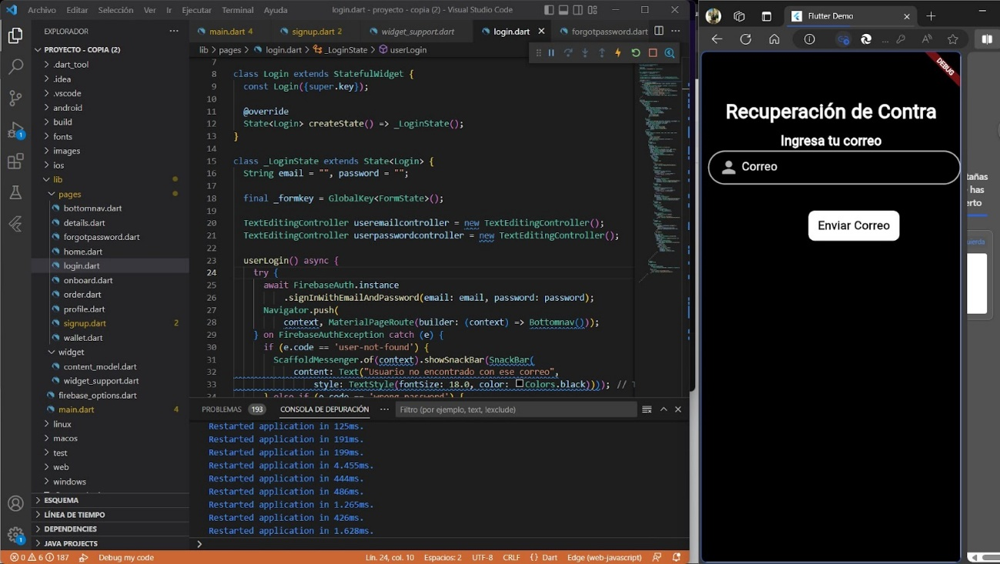 Archivo Editar Selección Ver Ir Ejecutar Terminal Ayuda
login.dart - proyecto - copia (2) - Visual Studio Code
EXPLORADOR
PROYECTO - COPIA (2)
.dart_tool
.idea
.vscode
android
build
fonts
images
ios
lib
pages
bottomnav.dart
details.dart
forgotpassword.dart
home.dart
login.dart
onboard.dart
order.dart
profile.dart
signup.dart 2
wallet.dart
widget
content_model.dart
widget_support.dart
firebase_options.dart
main.dart 4
linux
macos
test
web
windows
ESQUEMA
LÍNEA DE TIEMPO
DEPENDENCIES
JAVA PROJECTS
1
1
main.dart 4 signup.dart 2 widget_support.dart login.dart forgotpassword.dart
lib > pages > login.dart > _LoginState > userLogin
7
8 class Login extends StatefulWidget {
9 const Login({super.key});
10
11 @override
12 State<Login> createState() => _LoginState();
13 }
14
15 class _LoginState extends State<Login> {
16 String email = "", password = "";
17
18 final _formkey = GlobalKey<FormState>();
19
20 TextEditingController useremailcontroller = new TextEditingController();
21 TextEditingController userpasswordcontroller = new TextEditingController();
22
23 userLogin() async {
24 try {
25 await FirebaseAuth.instance
26 .signInWithEmailAndPassword(email: email, password: password);
27 Navigator.push(
28 context, MaterialPageRoute(builder: (context) => Bottomnav()));
29 } on FirebaseAuthException catch (e) {
30 if (e.code == 'user-not-found') {
31 ScaffoldMessenger.of(context).showSnackBar(SnackBar(
32 content: Text("Usuario no encontrado con ese correo",
33 style: TextStyle(fontSize: 18.0, color: Colors.black)))); //
34 } else if (e.code == 'wrong-password') {
PROBLEMAS 193 CONSOLA DE DEPURACIÓN ... Filtro (por ejemplo, text, !exclude)
Restarted application in 125ms.
Restarted application in 191ms.
Restarted application in 199ms.
Restarted application in 4.455ms.
Restarted application in 444ms.
Restarted application in 486ms.
Restarted application in 1.265ms.
Restarted application in 426ms.
Restarted application in 1.628ms.
>
0 6 187 Debug my code
Lín. 24, col. 10 Espacios: 2 UTF-8 CRLF {} Dart Edge (web-javascript)
Flutter Demo
DEBUG
Recuperación de Contra
Ingresa tu correo
Correo
Enviar Correo
tañas
has
erto
uierda